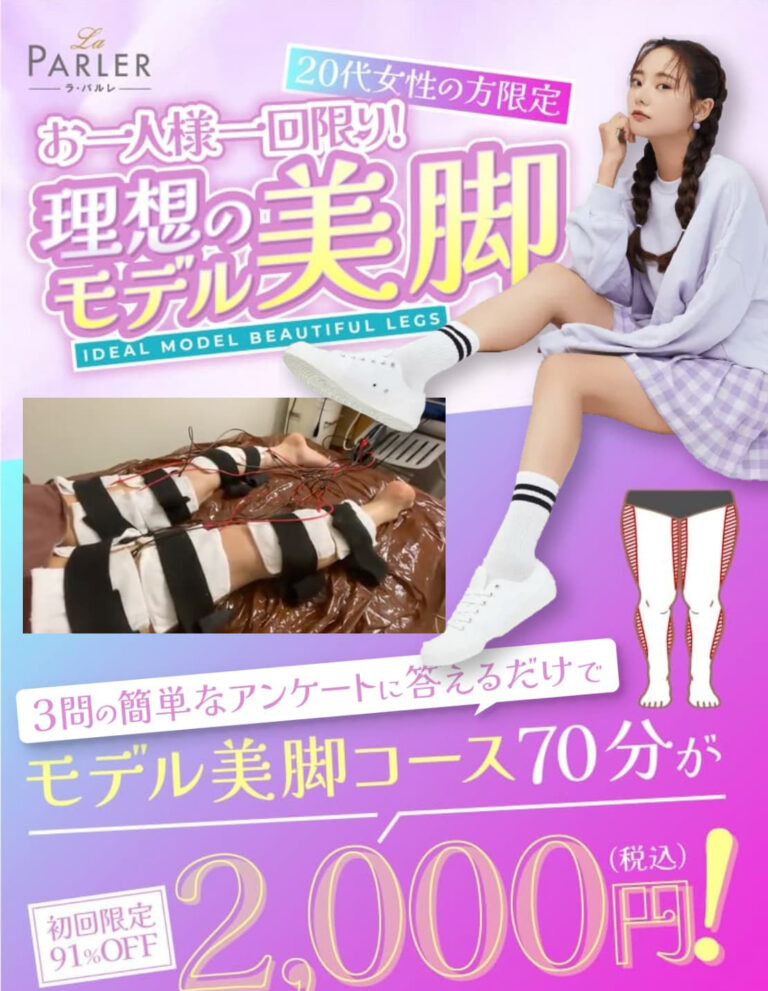 La
PARLER
ラ・パルレ
20代女性の方限定
お一人様一回限り!
理想の
モデル美脚
IDEAL MODEL BEAUTIFUL LEGS
3問の簡単なアンケートに答えるだけで
モデル美脚コース70分が
初回限定
91%OFF
2,000円!
(税込)